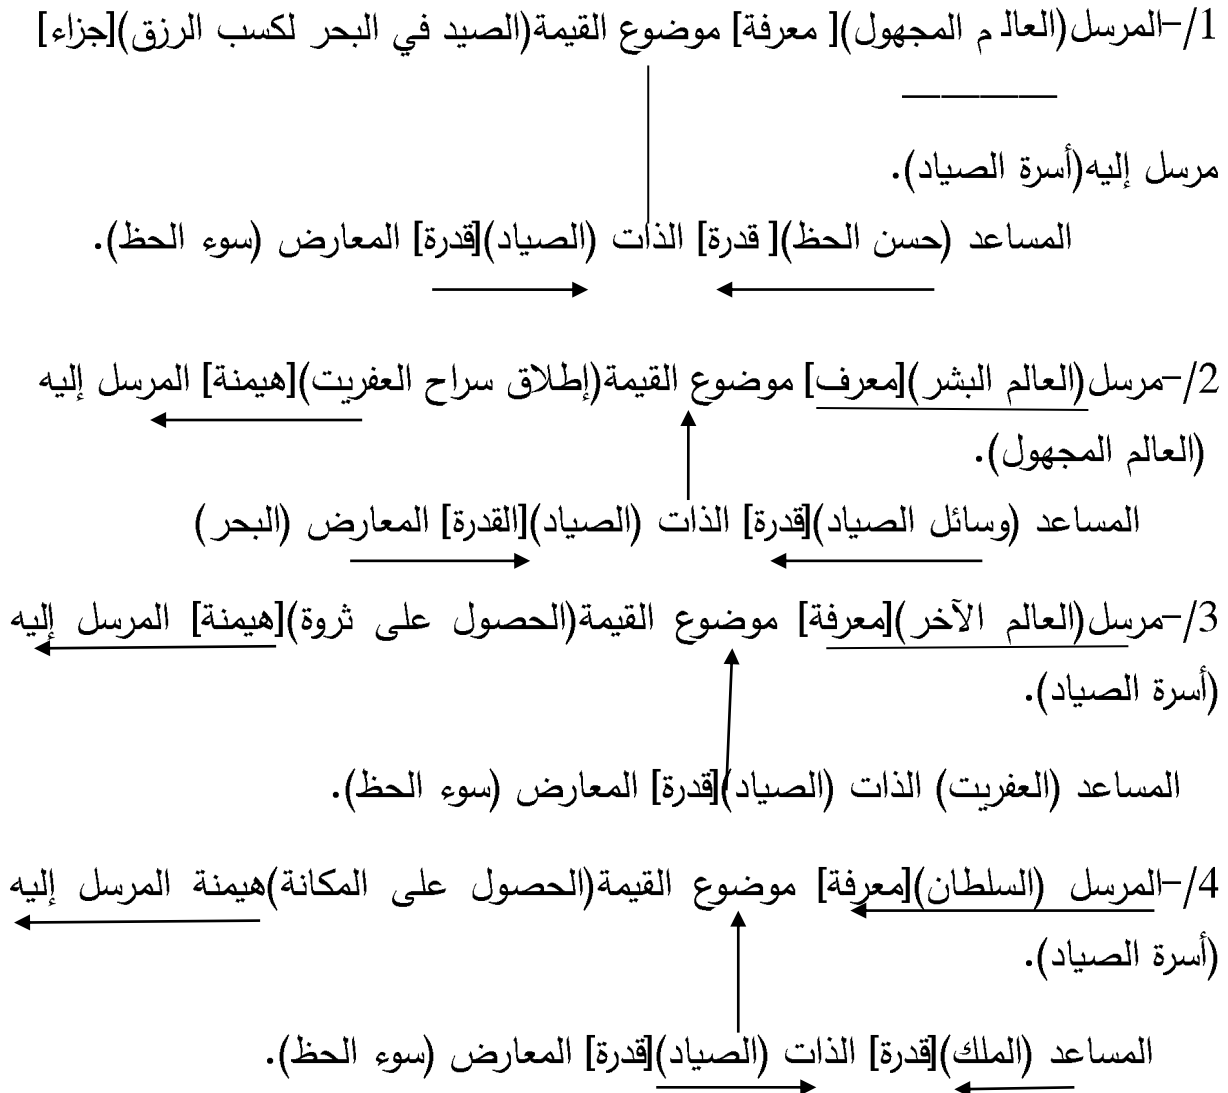 1/-المرسل(العالم المجهول)[ معرفة] موضوع القيمة(الصيد في البحر لكسب الرزق)[جزاء]
مرسل إليه(أسرة الصياد).
المساعد (حسن الحظ)[ قدرة] الذات (الصياد)[قدرة] المعارض (سوء الحظ).
2/-مرسل(العالم البشر)[معرف] موضوع القيمة(إطلاق سراح العفريت)[هيمنة] المرسل إليه
(العالم المجهول).
المساعد (وسائل الصياد)[قدرة] الذات (الصياد)[القدرة] المعارض (البحر)
3/-مرسل(العالم الآخر)[معرفة] موضوع القيمة(الحصول على ثروة)[هيمنة] المرسل إليه
(أسرة الصياد).
المساعد (العفريت) الذات (الصياد)[قدرة] المعارض (سوء الحظ).
4/-المرسل (السلطان)[معرفة] موضوع القيمة(الحصول على المكانة)هيمنة المرسل إليه
(أسرة الصياد).
المساعد (الملك)[قدرة] الذات (الصياد)[قدرة] المعارض (سوء الحظ).